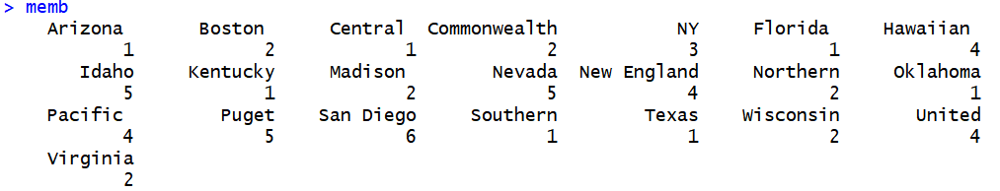 > memb
Arizona Boston Central Commonwealth NY Florida Hawaiian
1 2 1 2 3 1 4
Idaho Kentucky Madison Nevada New England Northern Oklahoma
5 1 2 5 4 2 1
Pacific Puget San Diego Southern Texas Wisconsin United
4 5 6 1 1 2 4
Virginia
2